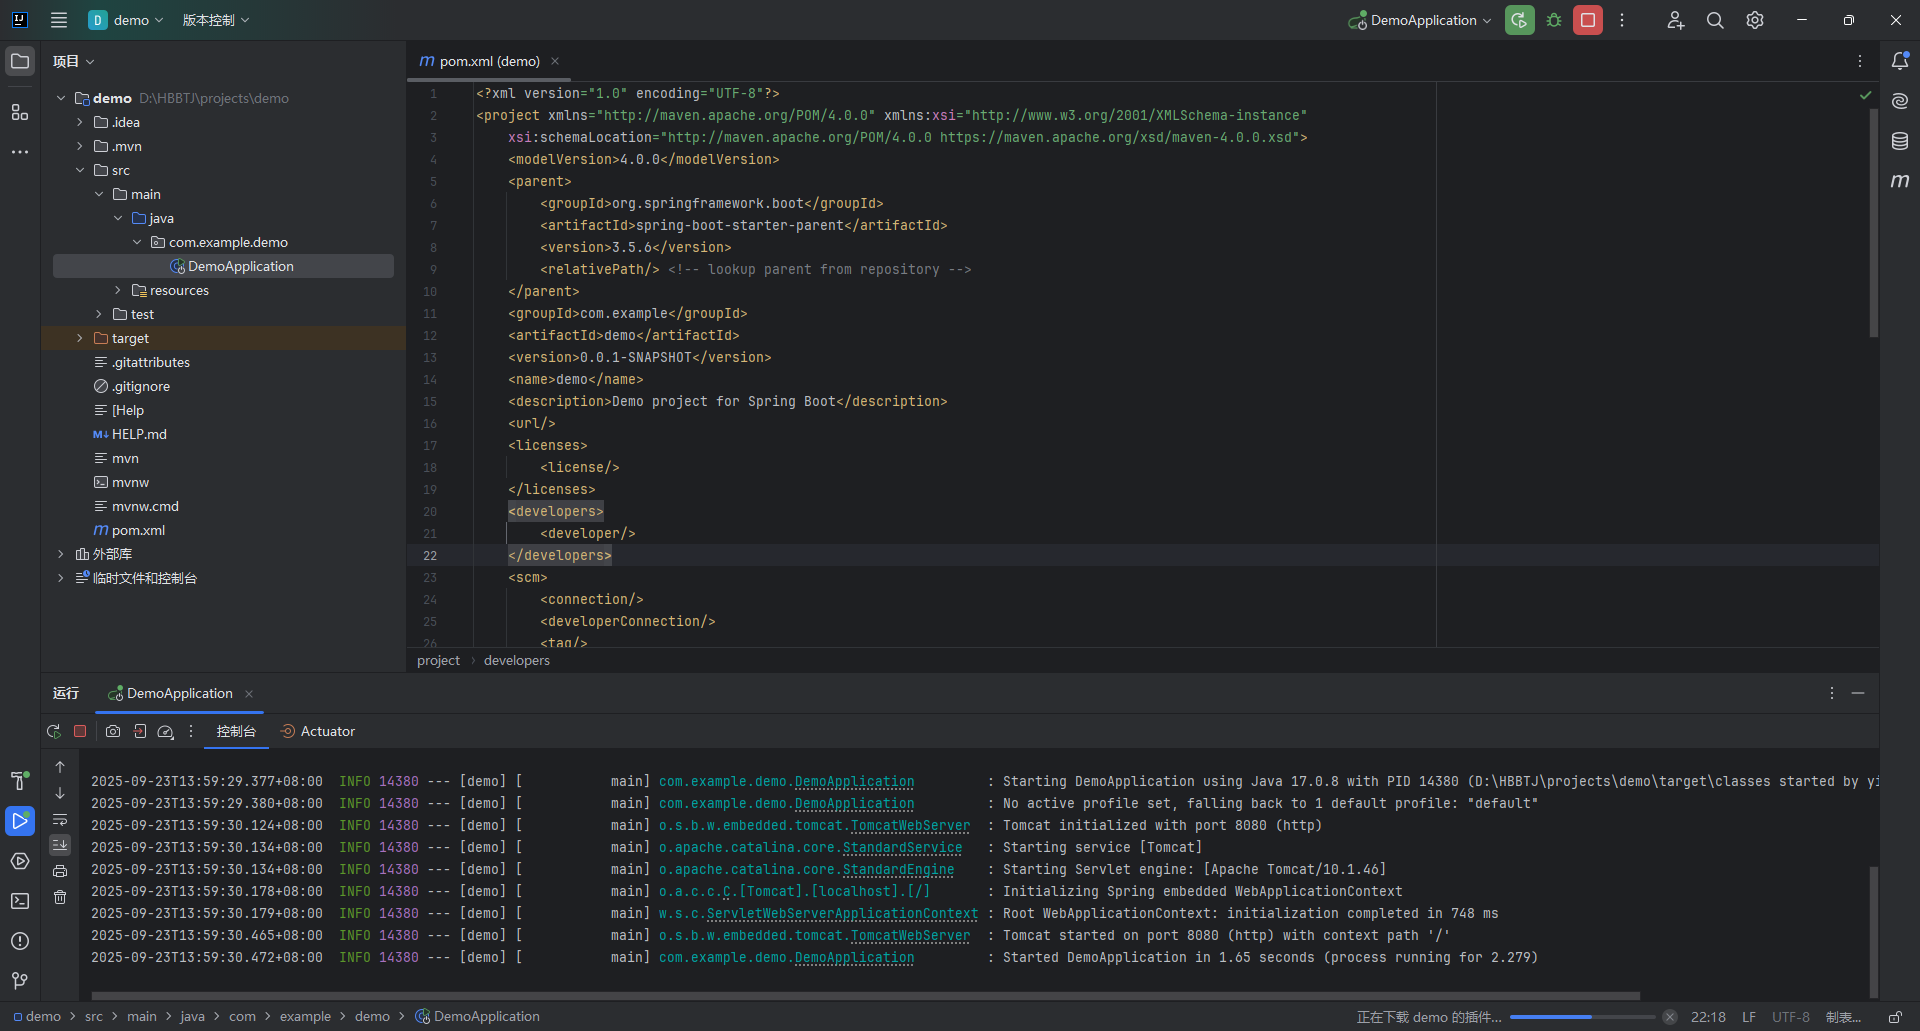 demo 版本控制 DemoApplication
项目
pom.xml (demo)
demo D:\HBBTJ\projects\demo
.idea
.mvn
src
main
java
com.example.demo
DemoApplication
resources
test
target
.gitattributes
.gitignore
[Help
HELP.md
mvn
mvnw
mvnw.cmd
pom.xml
外部库
临时文件和控制台
1 <?xml version="1.0" encoding="UTF-8"?>
2 <project xmlns="http://maven.apache.org/POM/4.0.0" xmlns:xsi="http://www.w3.org/2001/XMLSchema-instance"
3 xsi:schemaLocation="http://maven.apache.org/POM/4.0.0 https://maven.apache.org/xsd/maven-4.0.0.xsd">
4 <modelVersion>4.0.0</modelVersion>
5 <parent>
6 <groupId>org.springframework.boot</groupId>
7 <artifactId>spring-boot-starter-parent</artifactId>
8 <version>3.5.6</version>
9 <relativePath/> <!-- lookup parent from repository -->
10 </parent>
11 <groupId>com.example</groupId>
12 <artifactId>demo</artifactId>
13 <version>0.0.1-SNAPSHOT</version>
14 <name>demo</name>
15 <description>Demo project for Spring Boot</description>
16 <url/>
17 <licenses>
18 <license/>
19 </licenses>
20 <developers>
21 <developer/>
22 </developers>
23 <scm>
24 <connection/>
25 <developerConnection/>
26 <tag/>
project developers
运行 DemoApplication
控制台 Actuator
2025-09-23T13:59:29.377+08:00 INFO 14380 --- [demo] [ main] com.example.demo.DemoApplication : Starting DemoApplication using Java 17.0.8 with PID 14380 (D:\HBBTJ\projects\demo\target\classes started by yi
2025-09-23T13:59:29.380+08:00 INFO 14380 --- [demo] [ main] com.example.demo.DemoApplication : No active profile set, falling back to 1 default profile: "default"
2025-09-23T13:59:30.124+08:00 INFO 14380 --- [demo] [ main] o.s.b.w.embedded.tomcat.TomcatWebServer : Tomcat initialized with port 8080 (http)
2025-09-23T13:59:30.134+08:00 INFO 14380 --- [demo] [ main] o.apache.catalina.core.StandardService : Starting service [Tomcat]
2025-09-23T13:59:30.134+08:00 INFO 14380 --- [demo] [ main] o.apache.catalina.core.StandardEngine : Starting Servlet engine: [Apache Tomcat/10.1.46]
2025-09-23T13:59:30.178+08:00 INFO 14380 --- [demo] [ main] o.a.c.c.C.[Tomcat].[localhost].[/] : Initializing Spring embedded WebApplicationContext
2025-09-23T13:59:30.179+08:00 INFO 14380 --- [demo] [ main] w.s.c.ServletWebServerApplicationContext : Root WebApplicationContext: initialization completed in 748 ms
2025-09-23T13:59:30.465+08:00 INFO 14380 --- [demo] [ main] o.s.b.w.embedded.tomcat.TomcatWebServer : Tomcat started on port 8080 (http) with context path '/'
2025-09-23T13:59:30.472+08:00 INFO 14380 --- [demo] [ main] com.example.demo.DemoApplication : Started DemoApplication in 1.65 seconds (process running for 2.279)
demo src main java com example demo DemoApplication 正在下载 demo 的插件... 22:18 LF UTF-8 制表...